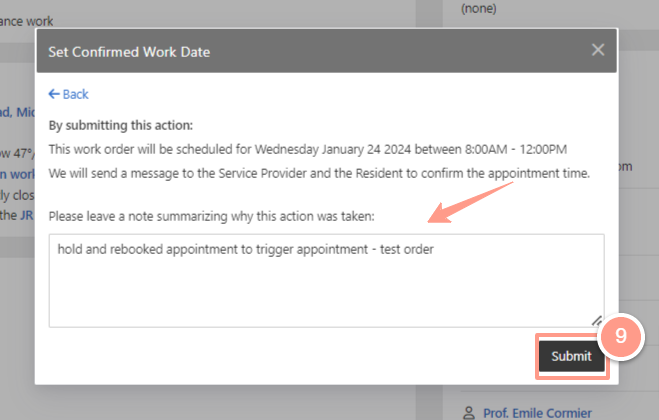 ance work
(none)
Set Confirmed Work Date
Back
By submitting this action:
This work order will be scheduled for Wednesday January 24 2024 between 8:00AM - 12:00PM
We will send a message to the Service Provider and the Resident to confirm the appointment time.
Please leave a note summarizing why this action was taken:
hold and rebooked appointment to trigger appointment - test order
9
Submit
d, Mic
ow 47°/
n work
tly clos
the JR
om
Prof. Emile Cormier